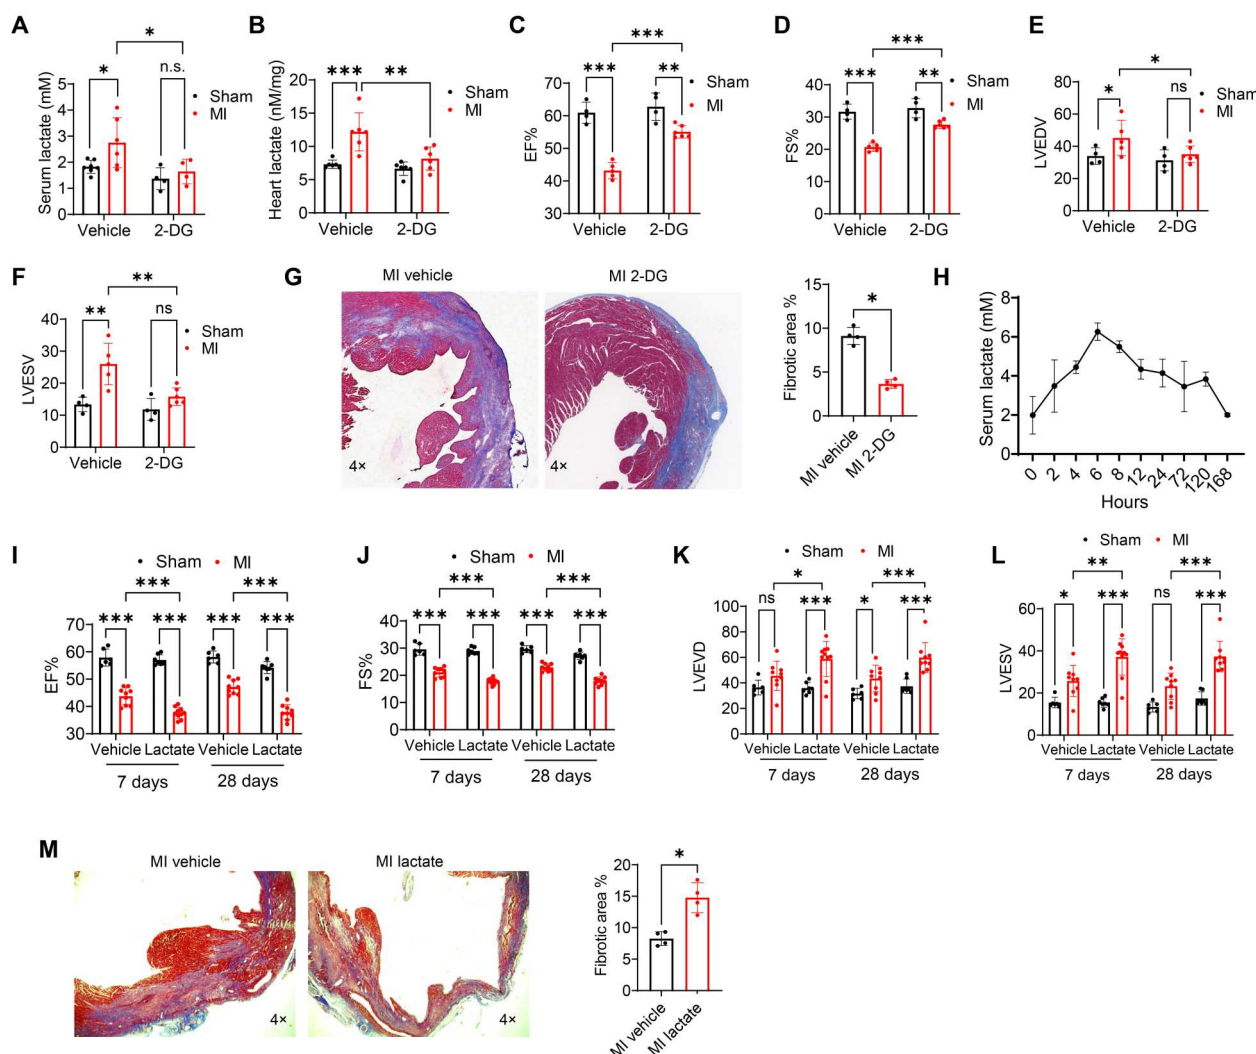 A
*
*
n.s.
Serum lactate (mM)
5
4
3
2
1
0
Vehicle 2-DG
Sham
MI
B
*** **
Heart lactate (nM/mg)
20
15
10
5
0
Vehicle 2-DG
C
***
*** **
EF%
60
50
40
30
Vehicle 2-DG
Sham
MI
D
***
*** **
FS%
40
30
20
10
0
Vehicle 2-DG
Sham
MI
E
*
* ns
LVEDV
80
60
40
20
0
Vehicle 2-DG
Sham
MI
F
**
** ns
LVESV
40
30
20
10
0
Vehicle 2-DG
Sham
MI
G
MI vehicle MI 2-DG
4× 4×
Fibrotic area %
15
10
5
0
*
MI vehicle
MI 2-DG
H
Serum lactate (mM)
8
6
4
2
0
0 2 4 6 8 12 24 72 120 168
Hours
I
Sham MI
*** ***
*** *** *** ***
EF%
70
60
50
40
30
Vehicle Lactate Vehicle Lactate
7 days 28 days
J
Sham MI
*** ***
*** *** *** ***
FS%
40
30
20
10
0
Vehicle Lactate Vehicle Lactate
7 days 28 days
K
Sham MI
* ***
ns *** * ***
LVEVD
100
80
60
40
20
0
Vehicle Lactate Vehicle Lactate
7 days 28 days
L
Sham MI
** ***
* *** ns ***
LVESV
60
40
20
0
Vehicle Lactate Vehicle Lactate
7 days 28 days
M
MI vehicle MI lactate
4× 4×
Fibrotic area %
20
15
10
5
0
*
MI vehicle
MI lactate